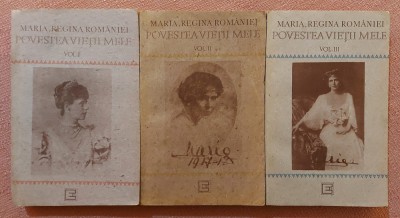 MARIA, REGINA ROMÂNIEI
POVESTEA VIEȚII MELE
VOL. I
MARIA, REGINA ROMÂNIEI
POVESTEA VIEȚII MELE
VOL. II
Maria
MARIA, REGINA ROMÂNIEI
POVESTEA VIEȚII MELE
VOL. III